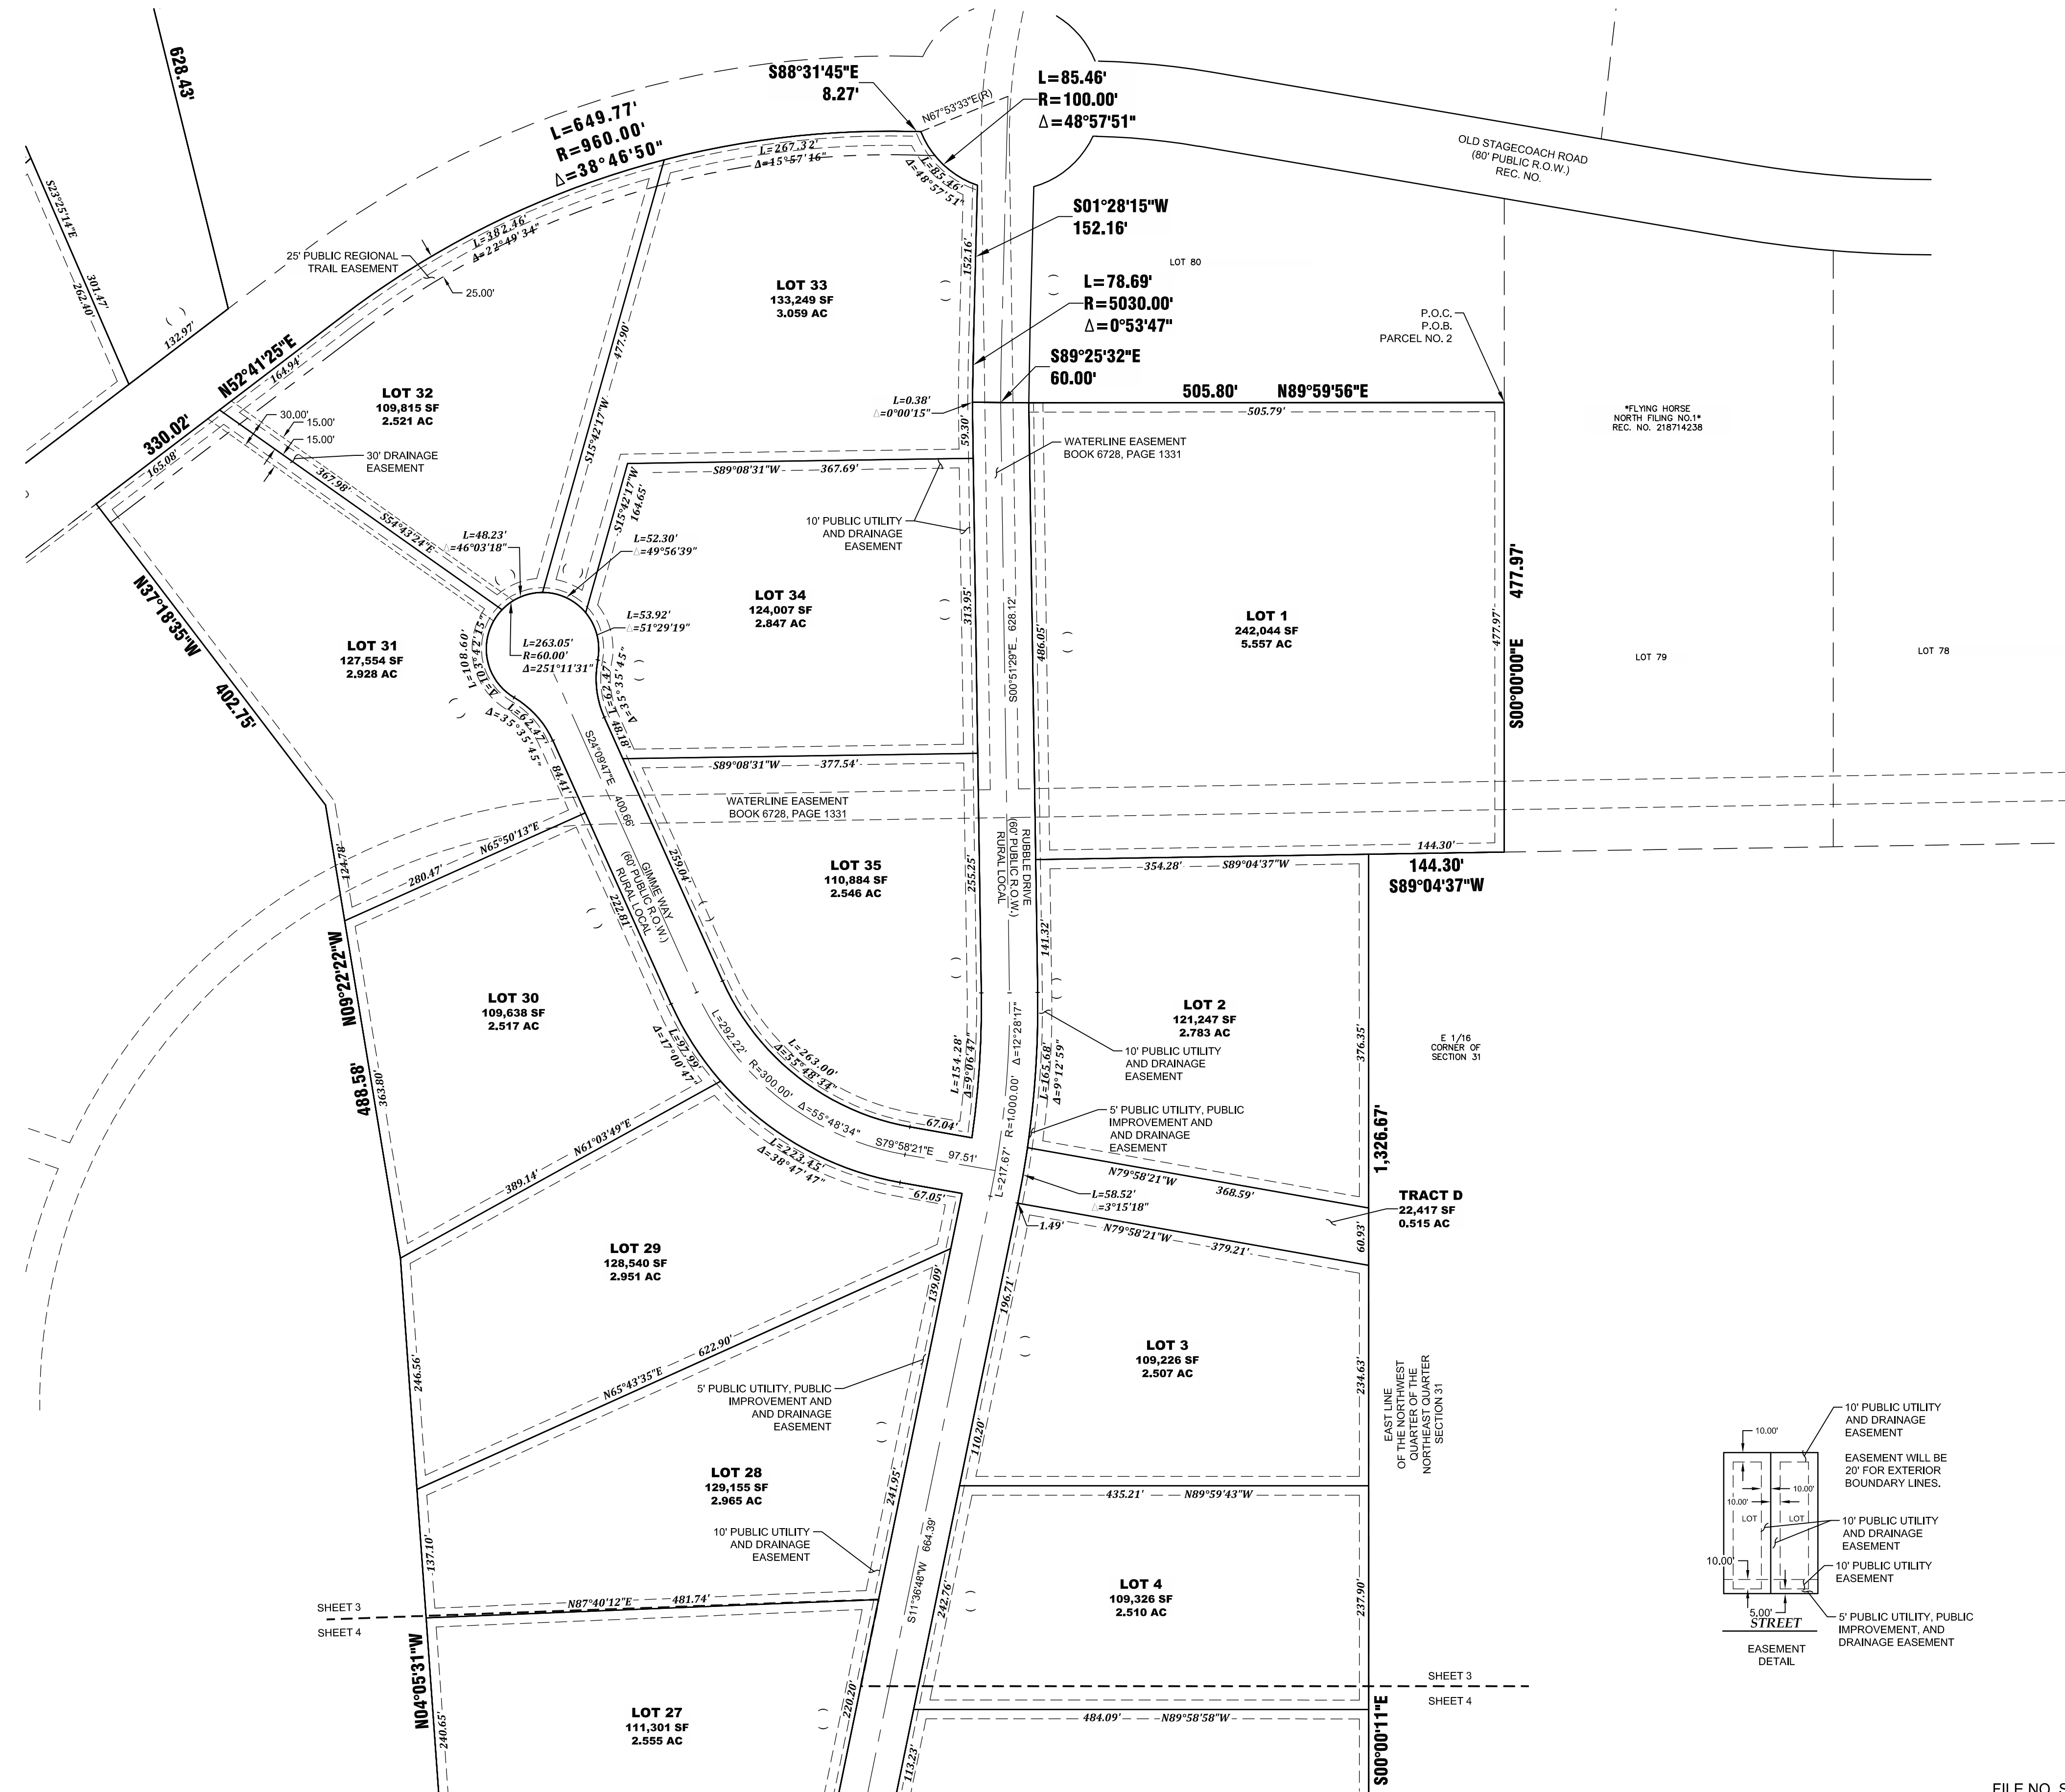 628.43'
S88°31'45"E
8.27'
L=85.46'
R=100.00'
Δ=48°57'51"
N67°53'33"E(R)
L=649.77'
R=960.00'
Δ=38°46'50"
L=267.32'
Δ=15°57'16"
L=85.46'
Δ=48°57'51"
OLD STAGECOACH ROAD
(80' PUBLIC R.O.W.)
REC. NO.
S23°25'14"E
301.47'
262.40'
132.97'
25' PUBLIC REGIONAL
TRAIL EASEMENT
25.00'
L=382.46'
Δ=22°49'34"
S01°28'15"W
152.16'
152.16'
LOT 80
LOT 33
133,249 SF
3.059 AC
L=78.69'
R=5030.00'
Δ=0°53'47"
P.O.C.
P.O.B.
PARCEL NO. 2
S89°25'32"E
60.00'
N52°41'25"E
330.02'
164.94'
165.08'
LOT 32
109,815 SF
2.521 AC
477.90'
S15°42'17"W
L=0.38'
Δ=0°00'15"
59.30'
505.80' N89°59'56"E
505.79'
*FLYING HORSE
NORTH FILING NO.1*
REC. NO. 218714238
30.00'
15.00'
15.00'
30' DRAINAGE
EASEMENT
367.98'
S54°43'24"E
WATERLINE EASEMENT
BOOK 6728, PAGE 1331
S89°08'31"W 367.69'
S15°42'17"W
164.65'
10' PUBLIC UTILITY
AND DRAINAGE
EASEMENT
L=48.23'
Δ=46°03'18"
L=52.30'
Δ=49°56'39"
N37°18'35"W
402.75'
LOT 34
124,007 SF
2.847 AC
313.95'
S00°51'29"E 628.12'
486.05'
LOT 1
242,044 SF
5.557 AC
477.97'
S00°00'00"E 477.97'
LOT 79
LOT 78
LOT 31
127,554 SF
2.928 AC
L=108.60'
Δ=103°42'15"
L=263.05'
R=60.00'
Δ=251°11'31"
L=53.92'
Δ=51°29'19"
L=62.47'
Δ=35°35'45"
L=62.47'
Δ=35°35'45"
48.18'
84.41'
S24°09'47"E 400.66'
S89°08'31"W 377.54'
WATERLINE EASEMENT
BOOK 6728, PAGE 1331
124.78'
N65°50'13"E
280.47'
259.04'
GIMME WAY
(60' PUBLIC R.O.W.)
RURAL LOCAL
222.81'
LOT 35
110,884 SF
2.546 AC
255.25'
RUBBLE DRIVE
(60' PUBLIC R.O.W.)
RURAL LOCAL
144.30'
354.28' S89°04'37"W
144.30'
S89°04'37"W
141.32'
N09°22'22"W
488.58'
363.80'
LOT 30
109,638 SF
2.517 AC
L=97.99'
Δ=17°00'47"
L=292.22' R=300.00' Δ=55°48'34"
L=263.00'
Δ=55°48'34"
L=154.28'
Δ=9°06'47"
L=217.67' R=1,000.00' Δ=12°28'17"
L=165.68'
Δ=9°12'59"
LOT 2
121,247 SF
2.783 AC
10' PUBLIC UTILITY
AND DRAINAGE
EASEMENT
376.35'
E 1/16
CORNER OF
SECTION 31
5' PUBLIC UTILITY, PUBLIC
IMPROVEMENT AND
AND DRAINAGE
EASEMENT
1,326.67'
N61°03'49"E
389.14'
L=223.45'
Δ=38°47'47"
67.04'
S79°58'21"E 97.51'
67.05'
N79°58'21"W 368.59'
L=58.52'
Δ=3°15'18"
1.49'
N79°58'21"W 379.21'
60.93'
TRACT D
22,417 SF
0.515 AC
LOT 29
128,540 SF
2.951 AC
139.09'
196.71'
246.56'
622.90'
N65°43'35"E
5' PUBLIC UTILITY, PUBLIC
IMPROVEMENT AND
AND DRAINAGE
EASEMENT
LOT 3
109,226 SF
2.507 AC
234.63'
EAST LINE
OF THE NORTHWEST
QUARTER OF THE
NORTHEAST QUARTER
SECTION 31
110.20'
LOT 28
129,155 SF
2.965 AC
241.95'
435.21' N89°59'43"W
10' PUBLIC UTILITY
AND DRAINAGE
EASEMENT
137.10'
S11°36'48"W 664.39'
242.76'
LOT 4
109,326 SF
2.510 AC
237.90'
N87°40'12"E 481.74'
SHEET 3
SHEET 4
N04°05'31"W
240.65'
LOT 27
111,301 SF
2.555 AC
220.20'
SHEET 3
SHEET 4
484.09' N89°58'58"W
113.23'
S00°00'11"E
10' PUBLIC UTILITY
AND DRAINAGE
EASEMENT
EASEMENT WILL BE
20' FOR EXTERIOR
BOUNDARY LINES.
10.00'
10.00'
10.00'
LOT
LOT
10' PUBLIC UTILITY
AND DRAINAGE
EASEMENT
10.00'
10' PUBLIC UTILITY
EASEMENT
5.00'
STREET
5' PUBLIC UTILITY, PUBLIC
IMPROVEMENT, AND
DRAINAGE EASEMENT
EASEMENT
DETAIL
FILE NO. S